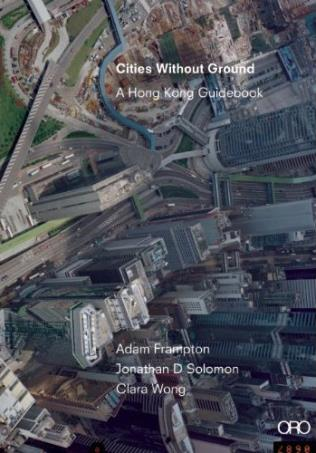 Cities Without Ground
A Hong Kong Guidebook
Adam Frampton
Jonathan D Solomon
Clara Wong
ORO